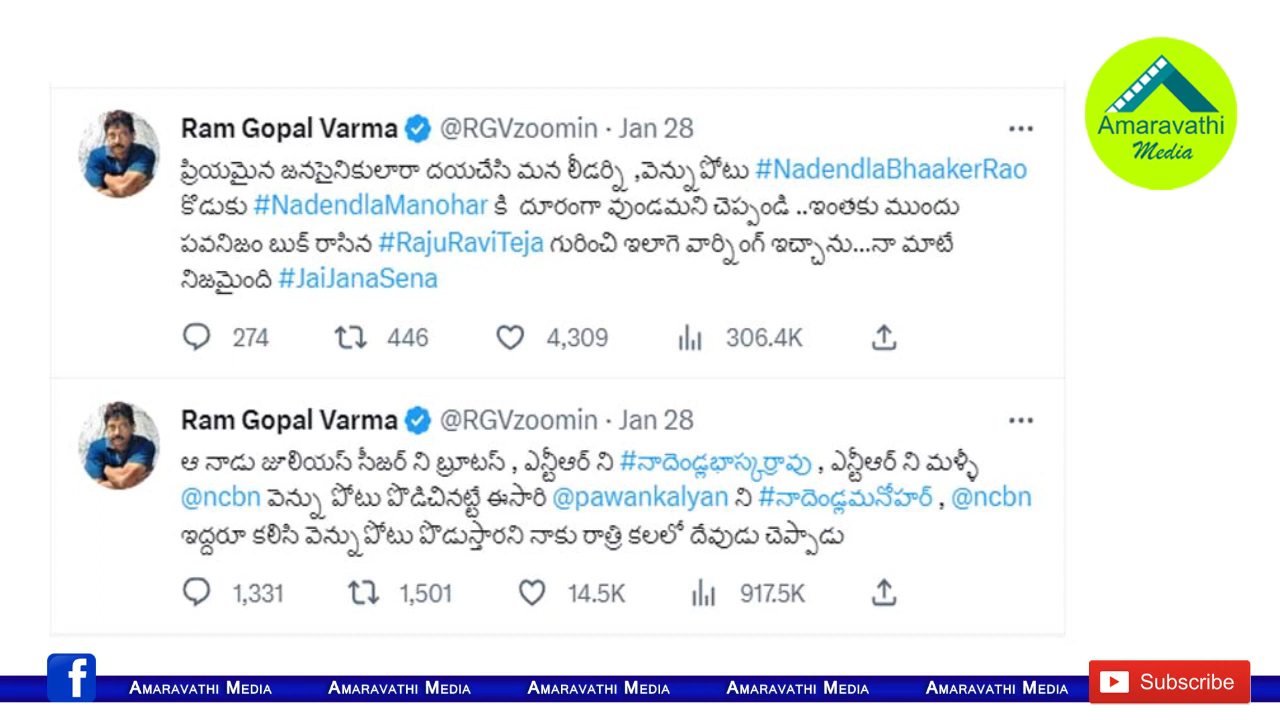 Ram Gopal Varma @RGVzoomin · Jan 28
ప్రియమైన జనసైనికులారా దయచేసి మన లీడర్ని ,వెన్నుపోటు #NadendlaBhaakerRao
కొడుకు #NadendlaManohar కి దూరంగా వుండమని చెప్పండి ..ఇంతకు ముందు
పవనిజం బుక్ రాసిన #RajuRaviTeja గురించి ఇలాగె వార్నింగ్ ఇచ్చాను...నా మాటే
నిజమైంది #JaiJanaSena
274 446 4,309 306.4K
Ram Gopal Varma @RGVzoomin · Jan 28
ఆ నాడు జూలియస్ సీజర్ ని బ్రూటస్ , ఎన్టీఆర్ ని #నాదెండ్లభాస్కర్రావు , ఎన్టీఆర్ ని మళ్ళీ
@ncbn వెన్ను పోటు పొడిచినట్టే ఈసారి @pawankalyan ని #నాదెండ్లమనోహర్ , @ncbn
ఇద్దరూ కలిసి వెన్నుపోటు పొడుస్తారని నాకు రాత్రి కలలో దేవుడు చెప్పాడు
1,331 1,501 14.5K 917.5K
Amaravathi
Media
f AMARAVATHI MEDIA AMARAVATHI MEDIA AMARAVATHI MEDIA AMARAVATHI MEDIA AMARAVATHI MEDIA Subscribe